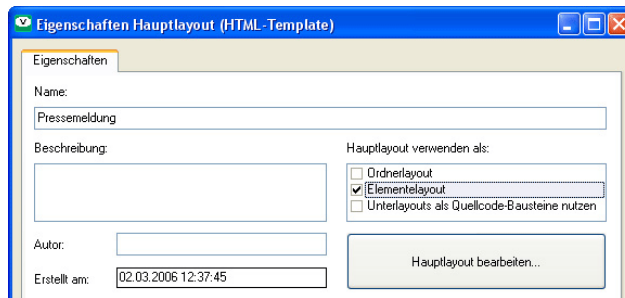 Eigenschaften Hauptlayout (HTML-Template)
Eigenschaften
Name:
Pressemeldung
Beschreibung:
Hauptlayout verwenden als:
Ordnerlayout
Elementelayout
Unterlayouts als Quellcode-Bausteine nutzen
Autor:
Hauptlayout bearbeiten...
Erstellt am:
02.03.2006 12:37:45